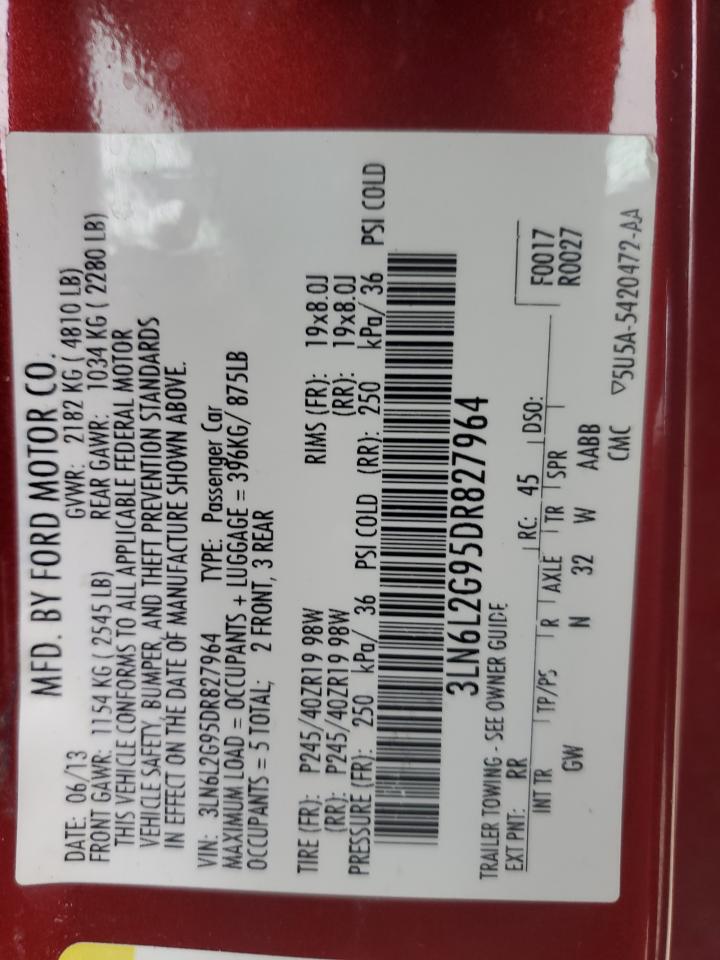 MFD. BY FORD MOTOR CO.
DATE: 06/13 GVWR: 2182 KG ( 4810 LB)
FRONT GAWR: 1154 KG ( 2545 LB) REAR GAWR: 1034 KG ( 2280 LB)
THIS VEHICLE CONFORMS TO ALL APPLICABLE FEDERAL MOTOR
VEHICLE SAFETY, BUMPER, AND THEFT PREVENTION STANDARDS
IN EFFECT ON THE DATE OF MANUFACTURE SHOWN ABOVE.
VIN: 3LN6L2G95DR827964 TYPE: Passenger Car
MAXIMUM LOAD = OCCUPANTS + LUGGAGE = 396KG/ 875LB
OCCUPANTS = 5 TOTAL; 2 FRONT, 3 REAR
TIRE (FR): P245/40ZR19 98W RIMS (FR): 19x8.0J
(RR): P245/40ZR19 98W (RR): 19x8.0J
PRESSURE (FR): 250 kPa/ 36 PSI COLD (RR): 250 kPa/ 36 PSI COLD
3LN6L2G95DR827964
TRAILER TOWING - SEE OWNER GUIDE
EXT PNT: RR RC: 45 DSO: F0017
R0027
INT TR TP/PS R AXLE TR SPR
GW N 32 W AABB
CMC ▽5U5A-5420472-AA